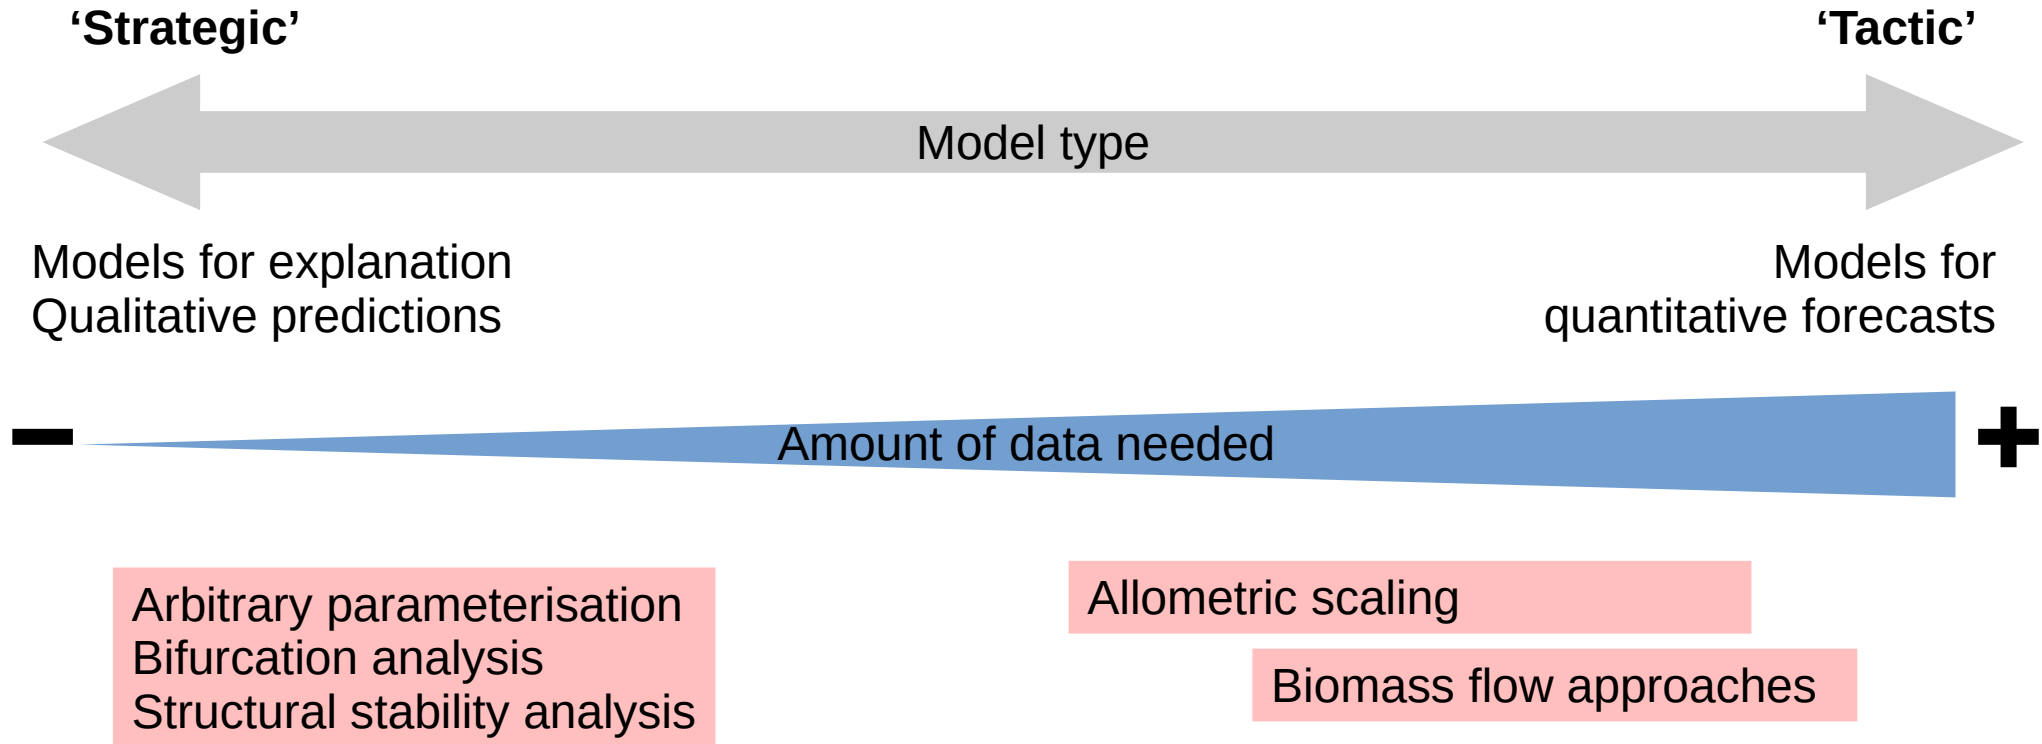 ‘Strategic’
‘Tactic’
Model type
Models for explanation
Qualitative predictions
Models for
quantitative forecasts
Amount of data needed
Arbitrary parameterisation
Bifurcation analysis
Structural stability analysis
Allometric scaling
Biomass flow approaches